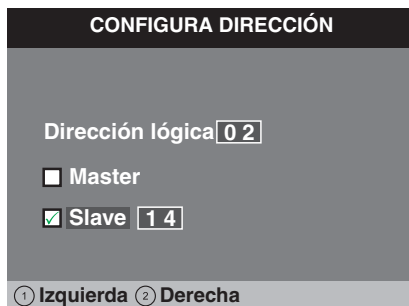 CONFIGURA DIRECCIÓN
Dirección lógica 0 2
Master
Slave 1 4
1 Izquierda 2 Derecha